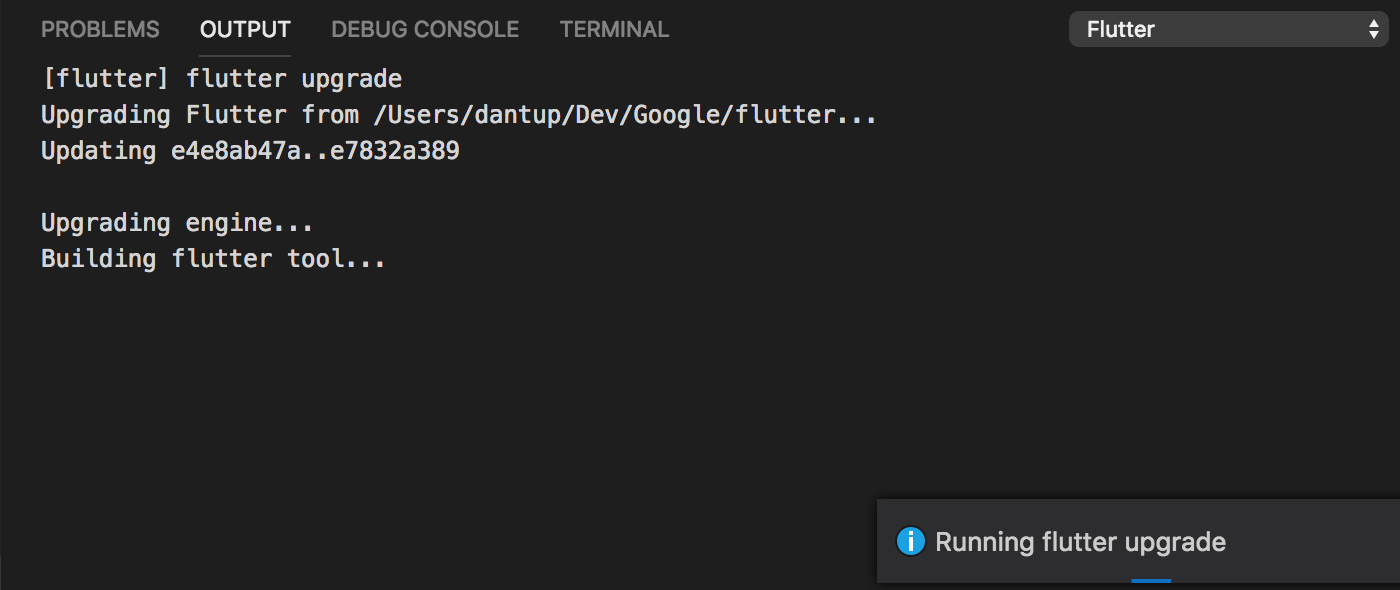 PROBLEMS OUTPUT DEBUG CONSOLE TERMINAL Flutter
[flutter] flutter upgrade
Upgrading Flutter from /Users/dantup/Dev/Google/flutter...
Updating e4e8ab47a..e7832a389
Upgrading engine...
Building flutter tool...
Running flutter upgrade